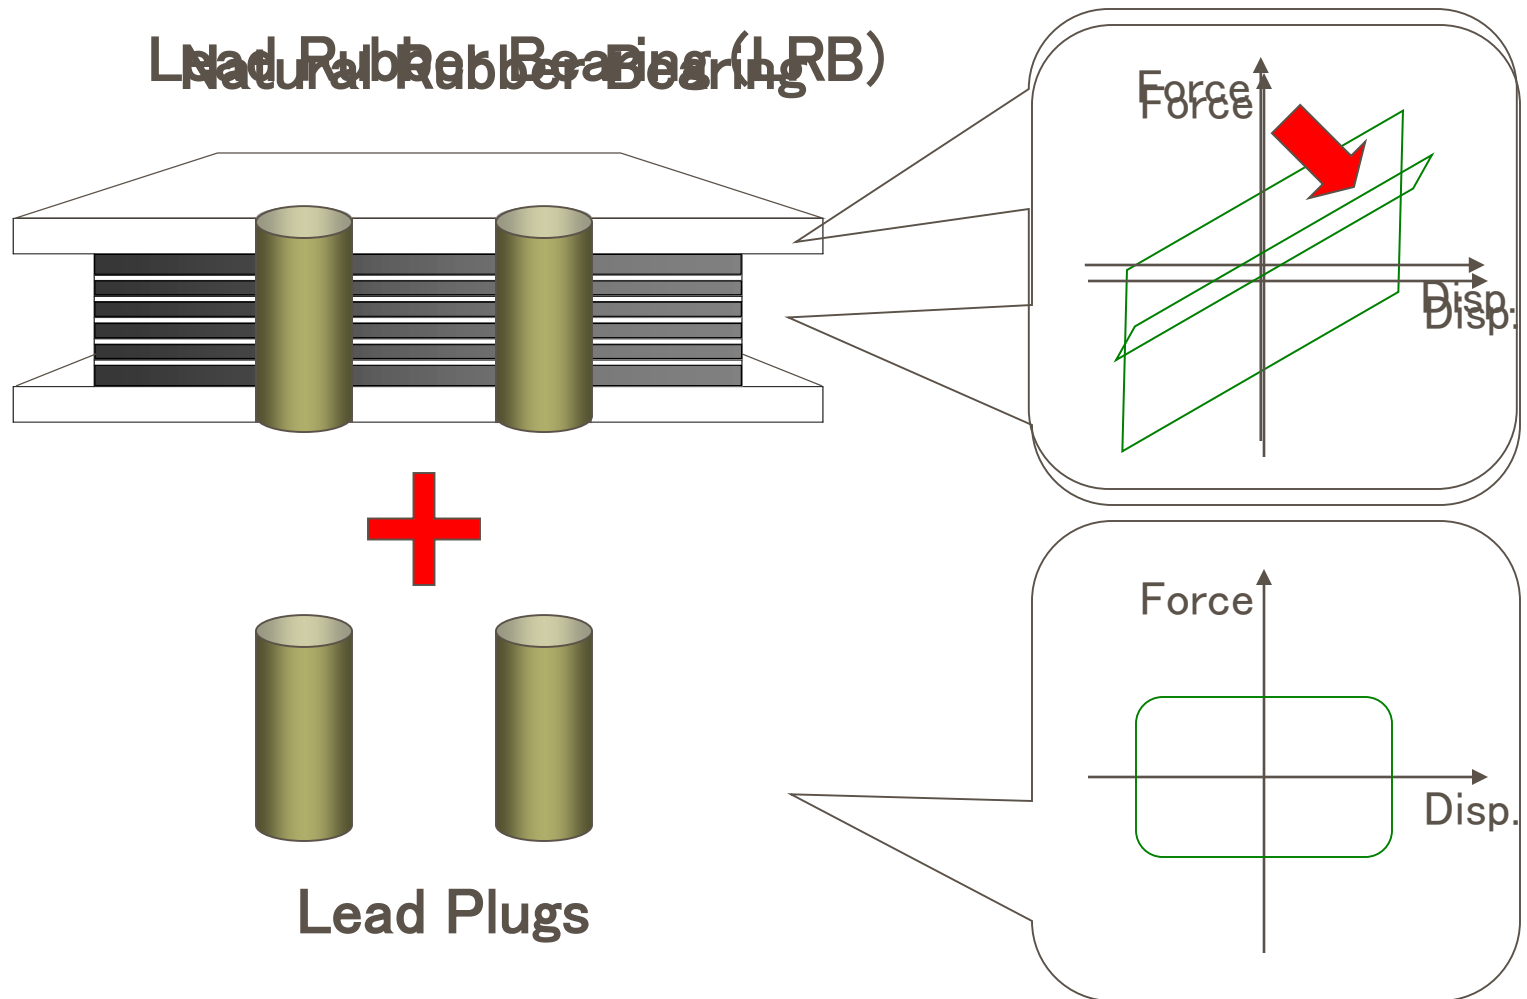 Lead Rubber Bearing (LRB)
Natural Rubber Bearing
Force
Force
Disp.
Disp.
Force
Disp.
Lead Plugs